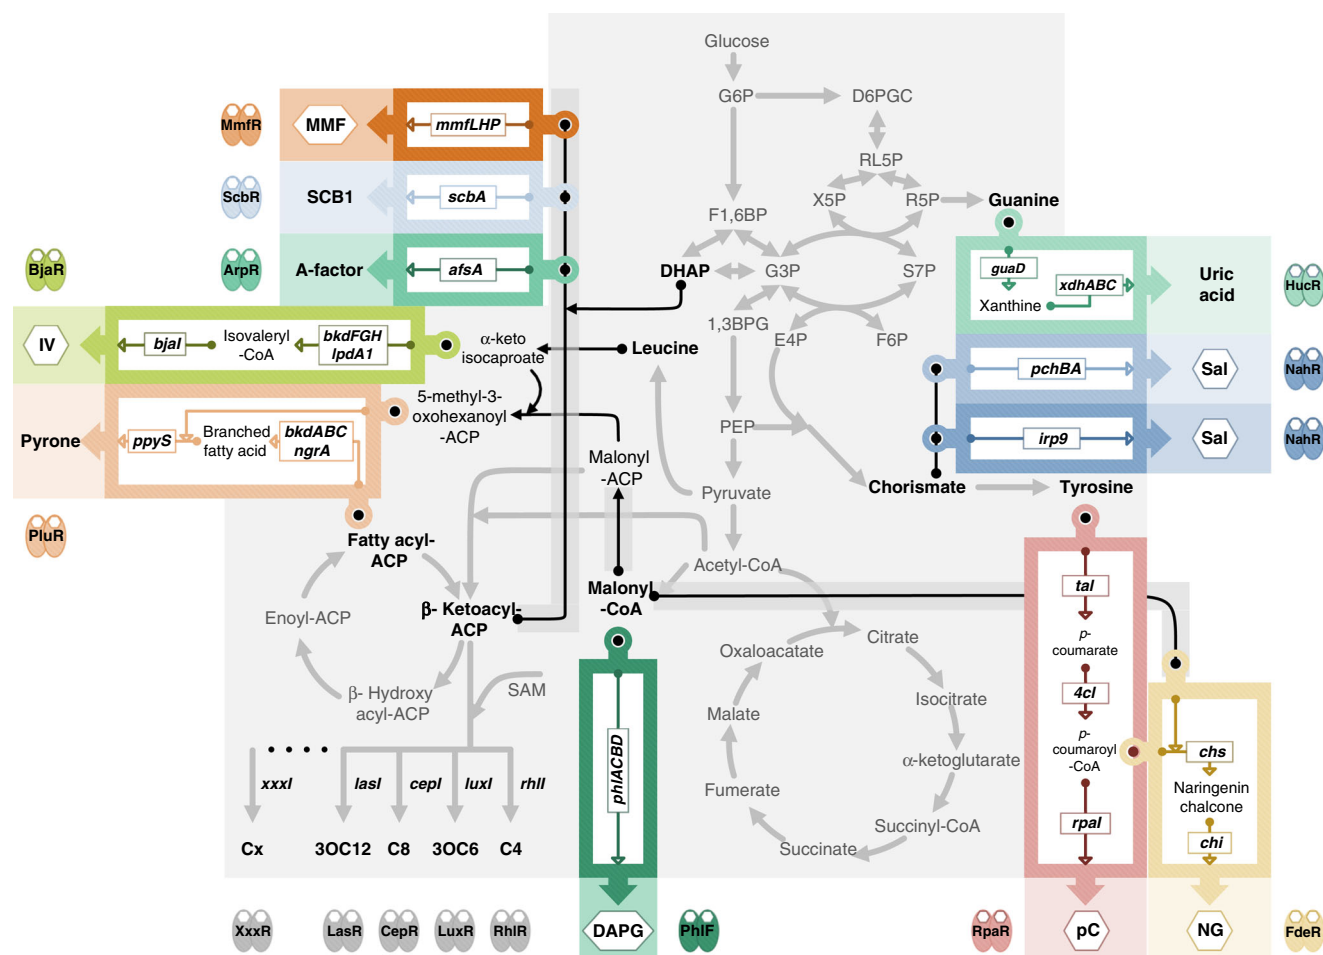 Glucose
G6P
D6PGC
MmfR
MMF
mmfLHP
RL5P
ScbR
SCB1
scbA
X5P
R5P
Guanine
F1,6BP
BjaR
ArpR
A-factor
afsA
DHAP
G3P
S7P
guaD
xdhABC
Xanthine
Uric
acid
HucR
1,3BPG
E4P
F6P
IV
bjaI
Isovaleryl
-CoA
bkdFGH
lpdA1
α-keto
isocaproate
Leucine
pchBA
Sal
NahR
5-methyl-3-
oxohexanoyl
-ACP
Pyrone
ppyS
Branched
fatty acid
bkdABC
ngrA
PEP
irp9
Sal
NahR
Malonyl
-ACP
Pyruvate
Chorismate
Tyrosine
PluR
Fatty acyl-
ACP
Acetyl-CoA
Malonyl
-CoA
tal
Enoyl-ACP
β- Ketoacyl-
ACP
p-
coumarate
Oxaloacatate
Citrate
β- Hydroxy
acyl-ACP
SAM
4cl
Isocitrate
Malate
p-
coumaroyl
-CoA
chs
α-ketoglutarate
phlACBD
Naringenin
chalcone
xxxI
lasI
cepI
luxI
rhlI
Fumerate
Succinyl-CoA
rpaI
chi
Cx
3OC12
C8
3OC6
C4
Succinate
XxxR
LasR
CepR
LuxR
RhlR
DAPG
PhlF
RpaR
pC
NG
FdeR